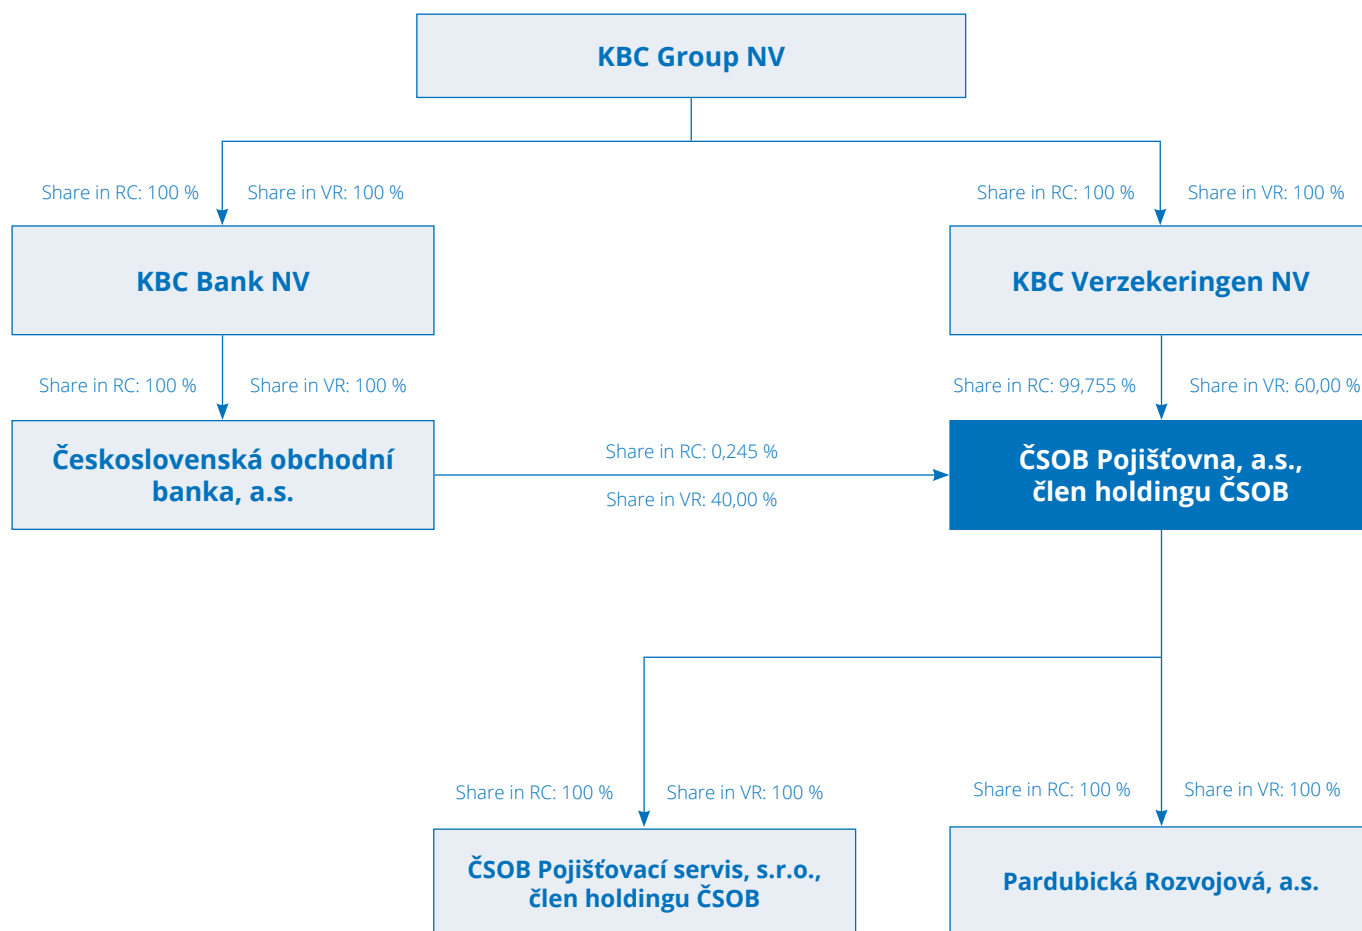 KBC Group NV
Share in RC: 100 %
Share in VR: 100 %
Share in RC: 100 %
Share in VR: 100 %
KBC Bank NV
KBC Verzekeringen NV
Share in RC: 100 %
Share in VR: 100 %
Share in RC: 99,755 %
Share in VR: 60,00 %
Československá obchodní
banka, a.s.
Share in RC: 0,245 %
Share in VR: 40,00 %
ČSOB Pojišťovna, a.s.,
člen holdingu ČSOB
Share in RC: 100 %
Share in VR: 100 %
Share in RC: 100 %
Share in VR: 100 %
ČSOB Pojišťovací servis, s.r.o.,
člen holdingu ČSOB
Pardubická Rozvojová, a.s.